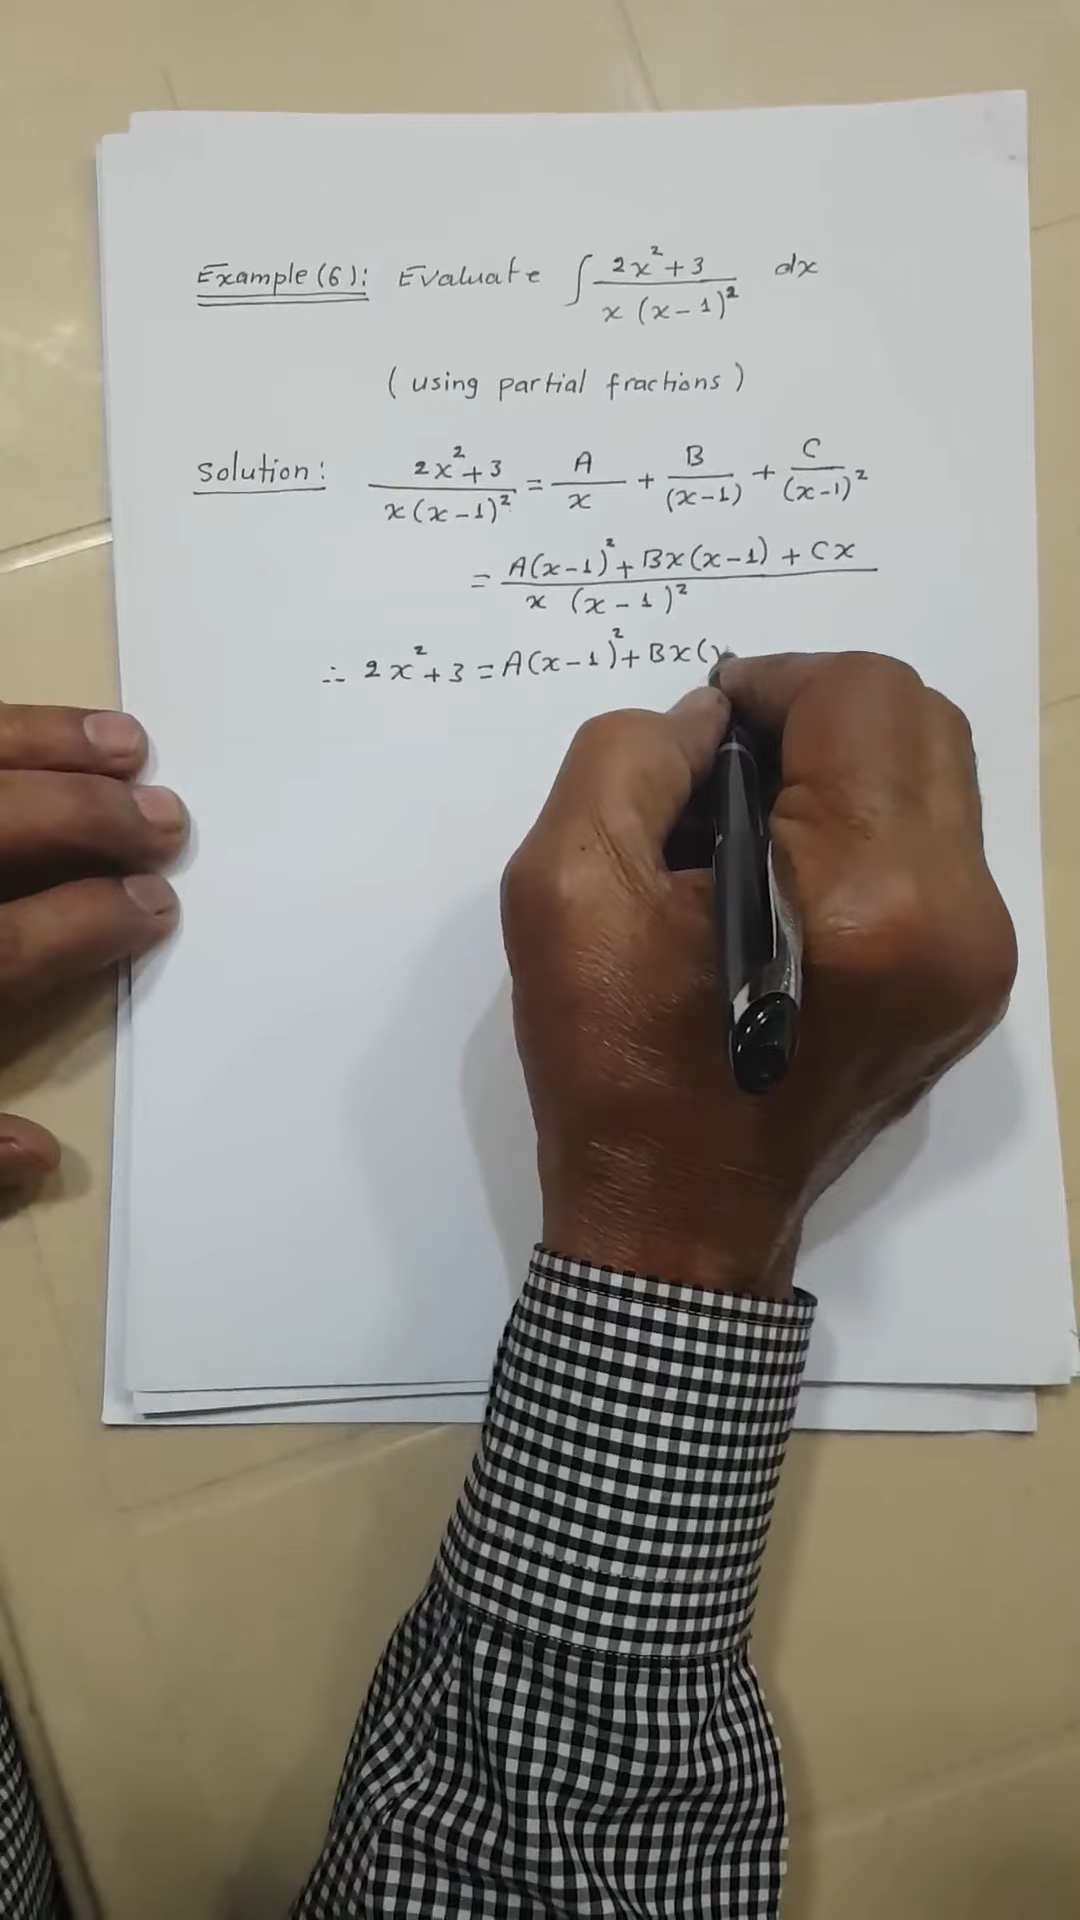 Example (6): Evaluate ∫ (2x²+3)/(x (x-1)²) dx
(using partial fractions)
Solution: (2x²+3)/(x(x-1)²) = A/x + B/(x-1) + C/(x-1)²
= (A(x-1)² + Bx(x-1) + Cx)/(x (x-1)²)
∴ 2x²+3 = A(x-1)² + Bx(x